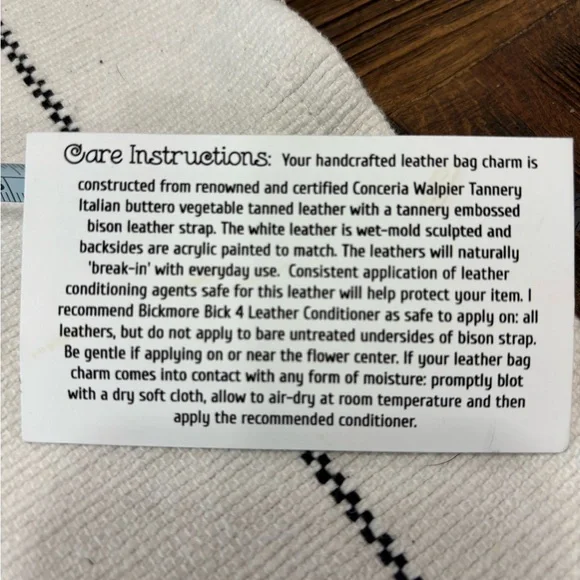 Care Instructions: Your handcrafted leather bag charm is
constructed from renowned and certified Conceria Walpier Tannery
Italian buttero vegetable tanned leather with a tannery embossed
bison leather strap. The white leather is wet-mold sculpted and
backsides are acrylic painted to match. The leathers will naturally
'break-in' with everyday use. Consistent application of leather
conditioning agents safe for this leather will help protect your item. I
recommend Bickmore Bick 4 Leather Conditioner as safe to apply on: all
leathers, but do not apply to bare untreated undersides of bison strap.
Be gentle if applying on or near the flower center. If your leather bag
charm comes into contact with any form of moisture: promptly blot
with a dry soft cloth, allow to air-dry at room temperature and then
apply the recommended conditioner.